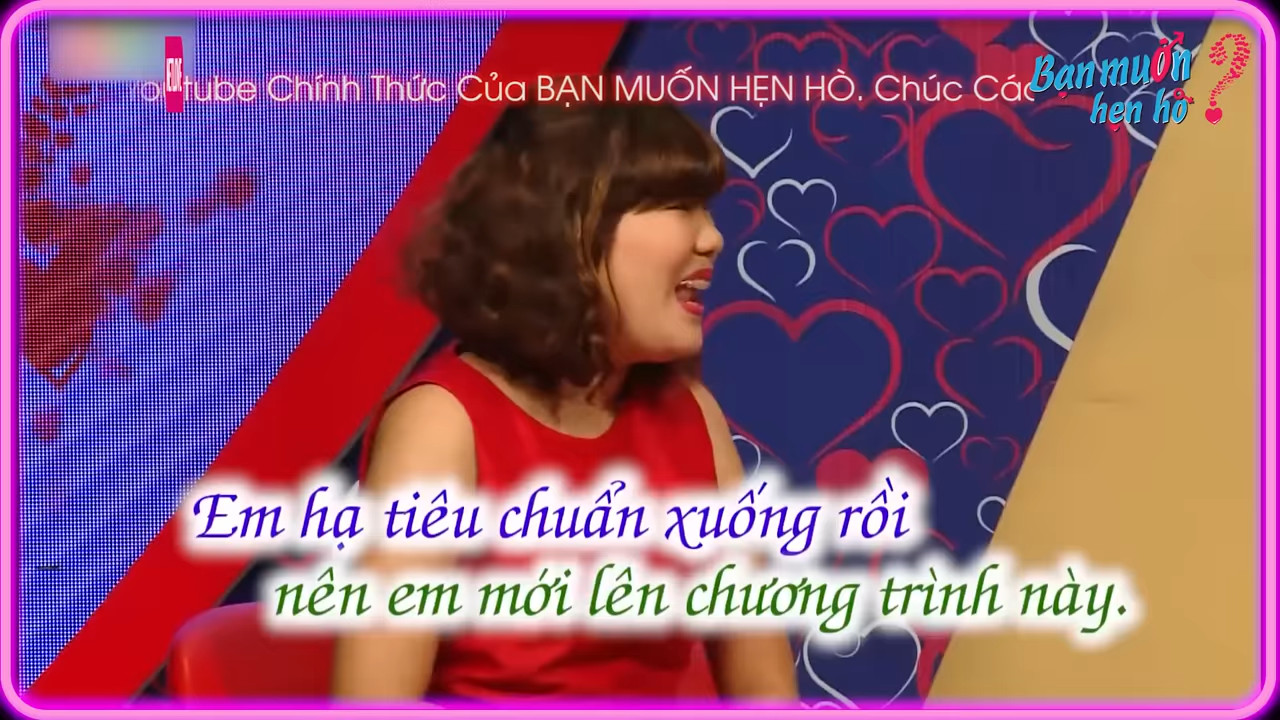 tube Chính Thức Của BẠN MUỐN HẸN HÒ. Chúc Các
Bạn muốn
hẹn hò ?
Em hạ tiêu chuẩn xuống rồi
nên em mới lên chương trình này.